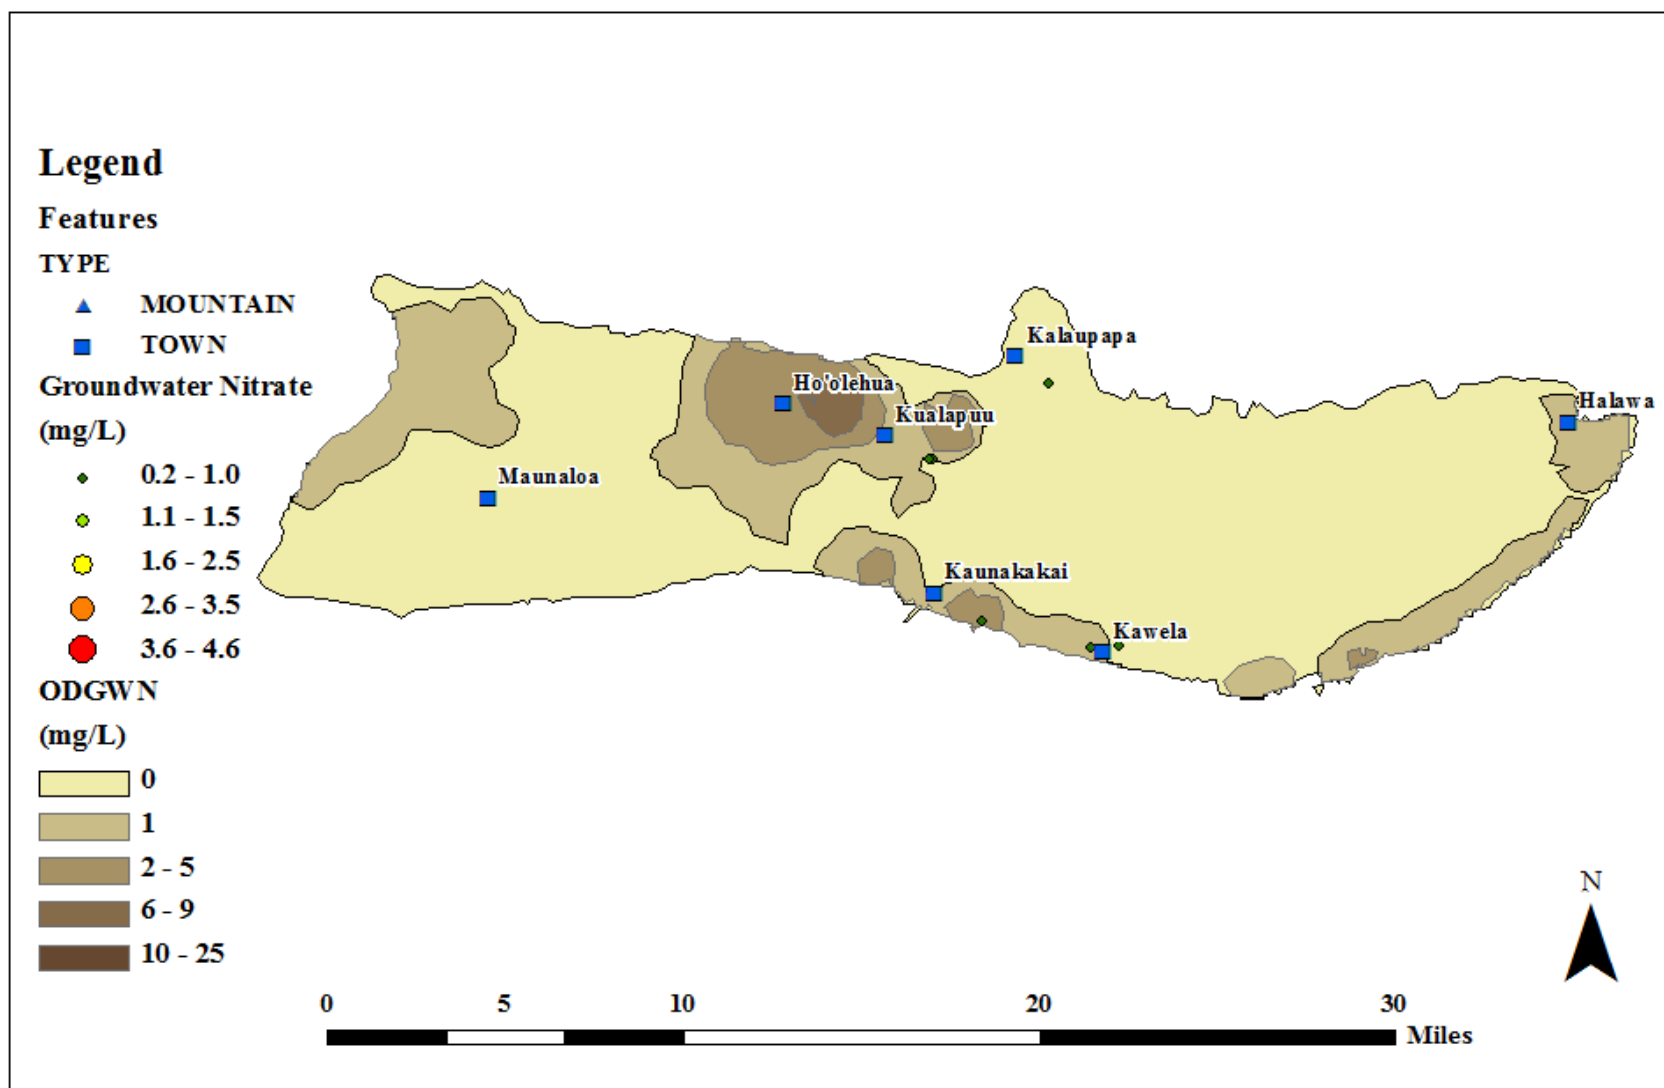 Legend
Features
TYPE
MOUNTAIN
TOWN
Groundwater Nitrate
(mg/L)
0.2 - 1.0
1.1 - 1.5
1.6 - 2.5
2.6 - 3.5
3.6 - 4.6
ODGWN
(mg/L)
0
1
2 - 5
6 - 9
10 - 25
Kalaupapa
Ho'olehua
Kualapuu
Halawa
Maunaloa
Kaunakakai
Kawela
N
0 5 10 20 30
Miles